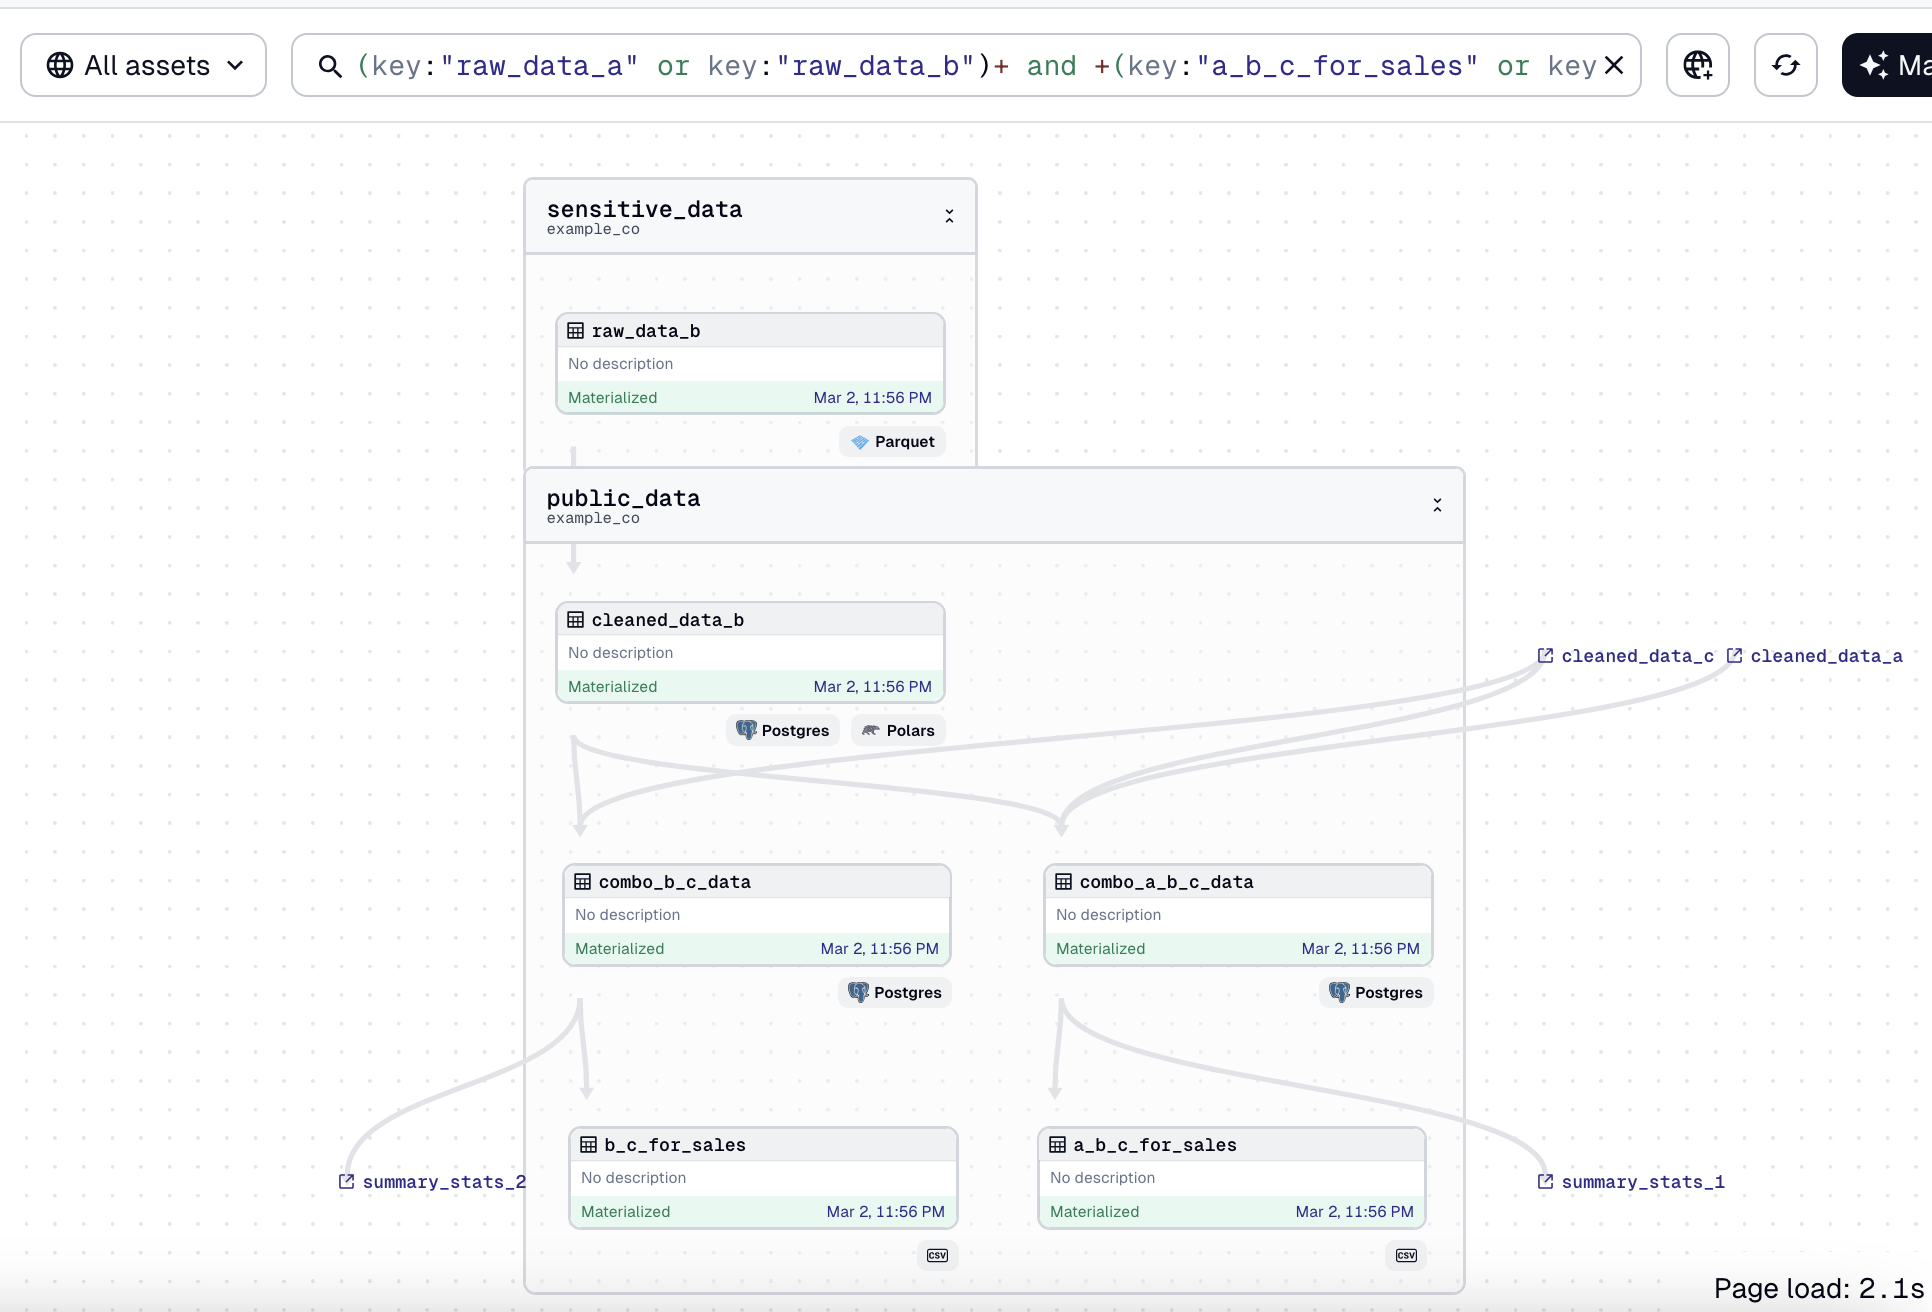 All assets
(key:"raw_data_a" or key:"raw_data_b")+ and +(key:"a_b_c_for_sales" or key
sensitive_data
example_co
raw_data_b
No description
Materialized Mar 2, 11:56 PM
Parquet
public_data
example_co
cleaned_data_b
No description
Materialized Mar 2, 11:56 PM
Postgres Polars
cleaned_data_c cleaned_data_a
combo_b_c_data
No description
Materialized Mar 2, 11:56 PM
Postgres
combo_a_b_c_data
No description
Materialized Mar 2, 11:56 PM
Postgres
summary_stats_2
b_c_for_sales
No description
Materialized Mar 2, 11:56 PM
CSV
a_b_c_for_sales
No description
Materialized Mar 2, 11:56 PM
CSV
summary_stats_1
Page load: 2.1s